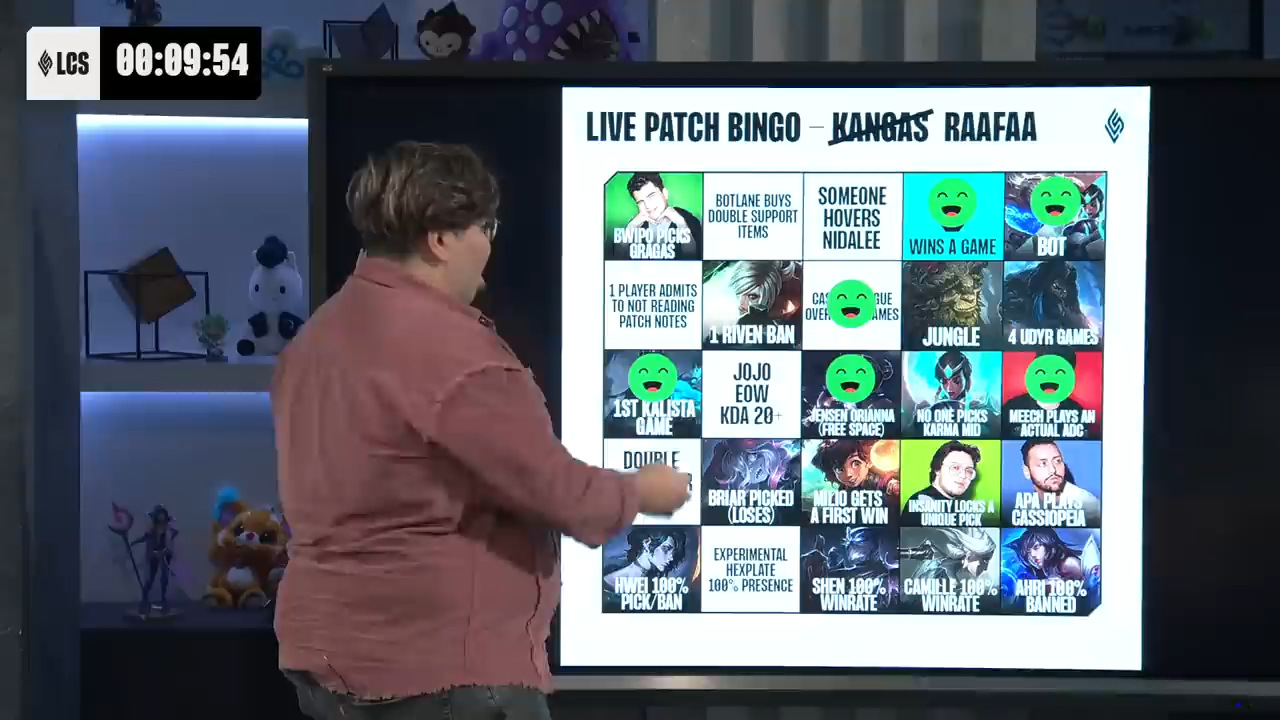 LCS
00:09:54
LIVE PATCH BINGO – KANGAS RAAFAA
BWIPO PICKS
GRAGAS
BOTLANE BUYS
DOUBLE SUPPORT
ITEMS
SOMEONE
HOVERS
NIDALEE
WINS A GAME
BOT
1 PLAYER ADMITS
TO NOT READING
PATCH NOTES
1 RIVEN BAN
OVER
JUNGLE
4 UDYR GAMES
1ST KALISTA
GAME
JOJO
EOW
KDA 20+
JENSEN ORIANNA
(FREE SPACE)
NO ONE PICKS
KARMA MID
MEECH PLAYS AN
ACTUAL ADC
DOUBLE
BRIAR PICKED
(LOSES)
MILIO GETS
A FIRST WIN
INSANITY LOCKS A
UNIQUE PICK
APA PLAYS
CASSIOPEIA
HWEI 100%
PICK/BAN
EXPERIMENTAL
HEXPLATE
100% PRESENCE
SHEN 100%
WINRATE
CAMILLE 100%
WINRATE
AHRI 100%
BANNED